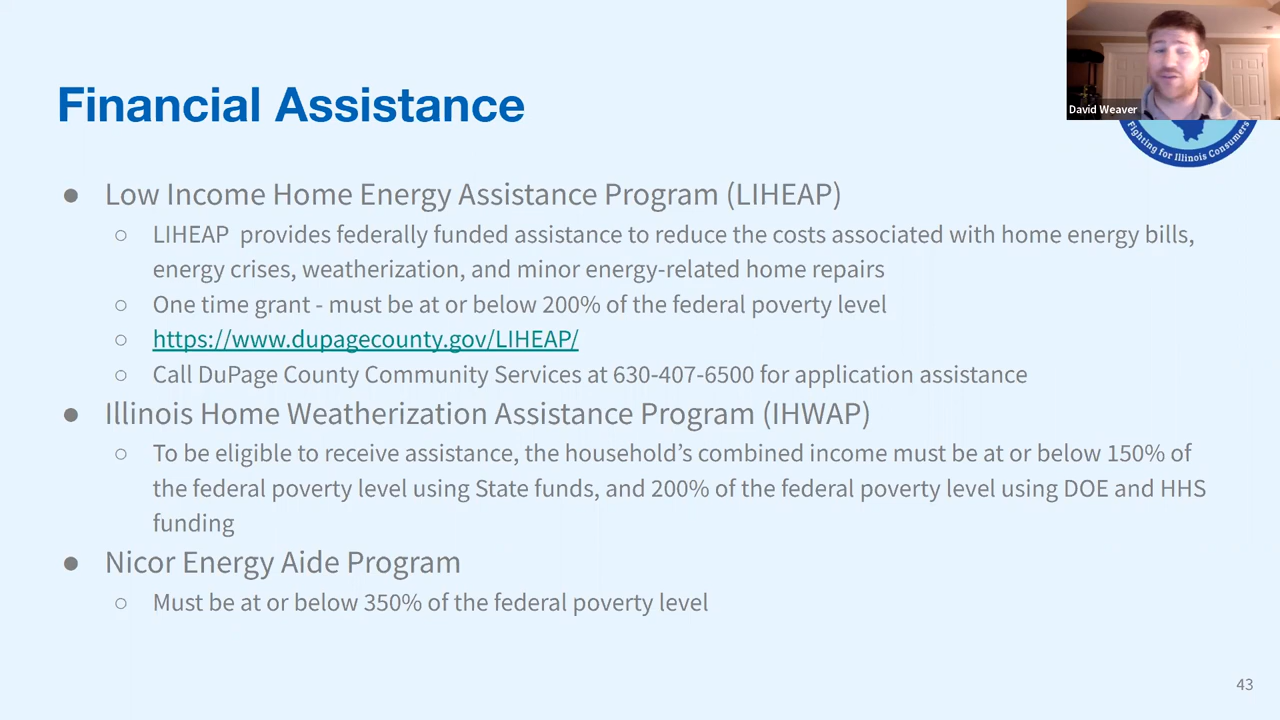 David Weaver
Fighting for Illinois Consumers
Financial Assistance
● Low Income Home Energy Assistance Program (LIHEAP)
○ LIHEAP  provides federally funded assistance to reduce the costs associated with home energy bills,
energy crises, weatherization, and minor energy-related home repairs
○ One time grant - must be at or below 200% of the federal poverty level
○ https://www.dupagecounty.gov/LIHEAP/
○ Call DuPage County Community Services at 630-407-6500 for application assistance
● Illinois Home Weatherization Assistance Program (IHWAP)
○ To be eligible to receive assistance, the household’s combined income must be at or below 150% of
the federal poverty level using State funds, and 200% of the federal poverty level using DOE and HHS
funding
● Nicor Energy Aide Program
○ Must be at or below 350% of the federal poverty level
43